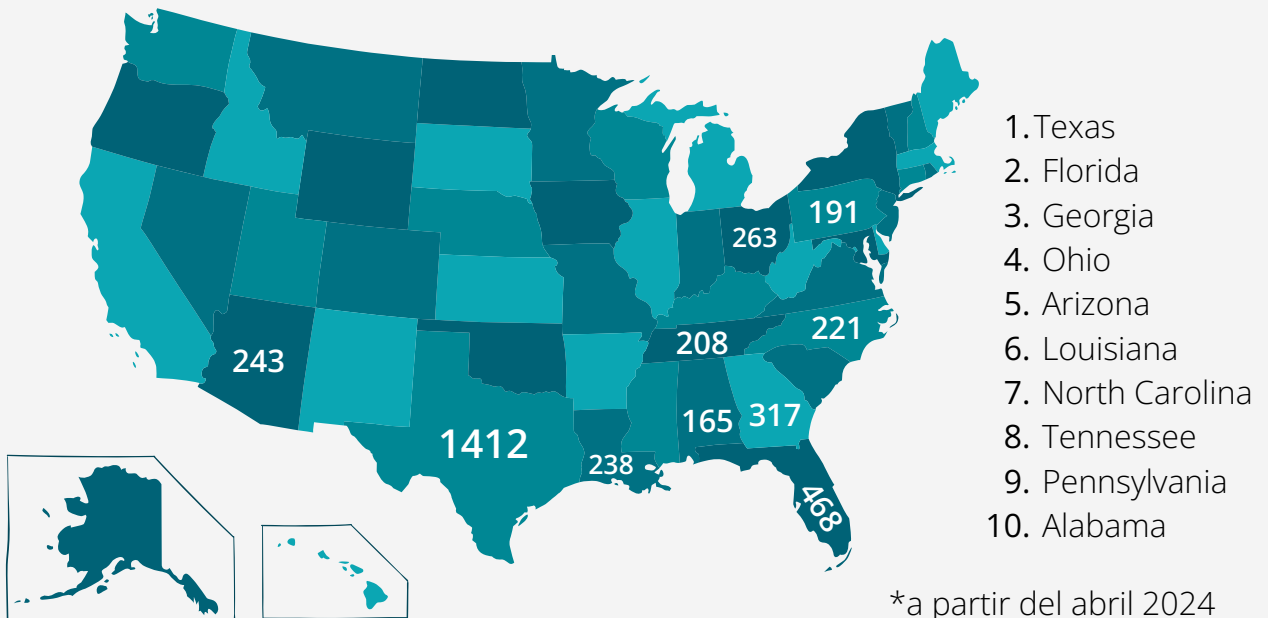 191
263
221
208
243
165
317
1412
238
468
1. Texas
2. Florida
3. Georgia
4. Ohio
5. Arizona
6. Louisiana
7. North Carolina
8. Tennessee
9. Pennsylvania
10. Alabama
*a partir del abril 2024